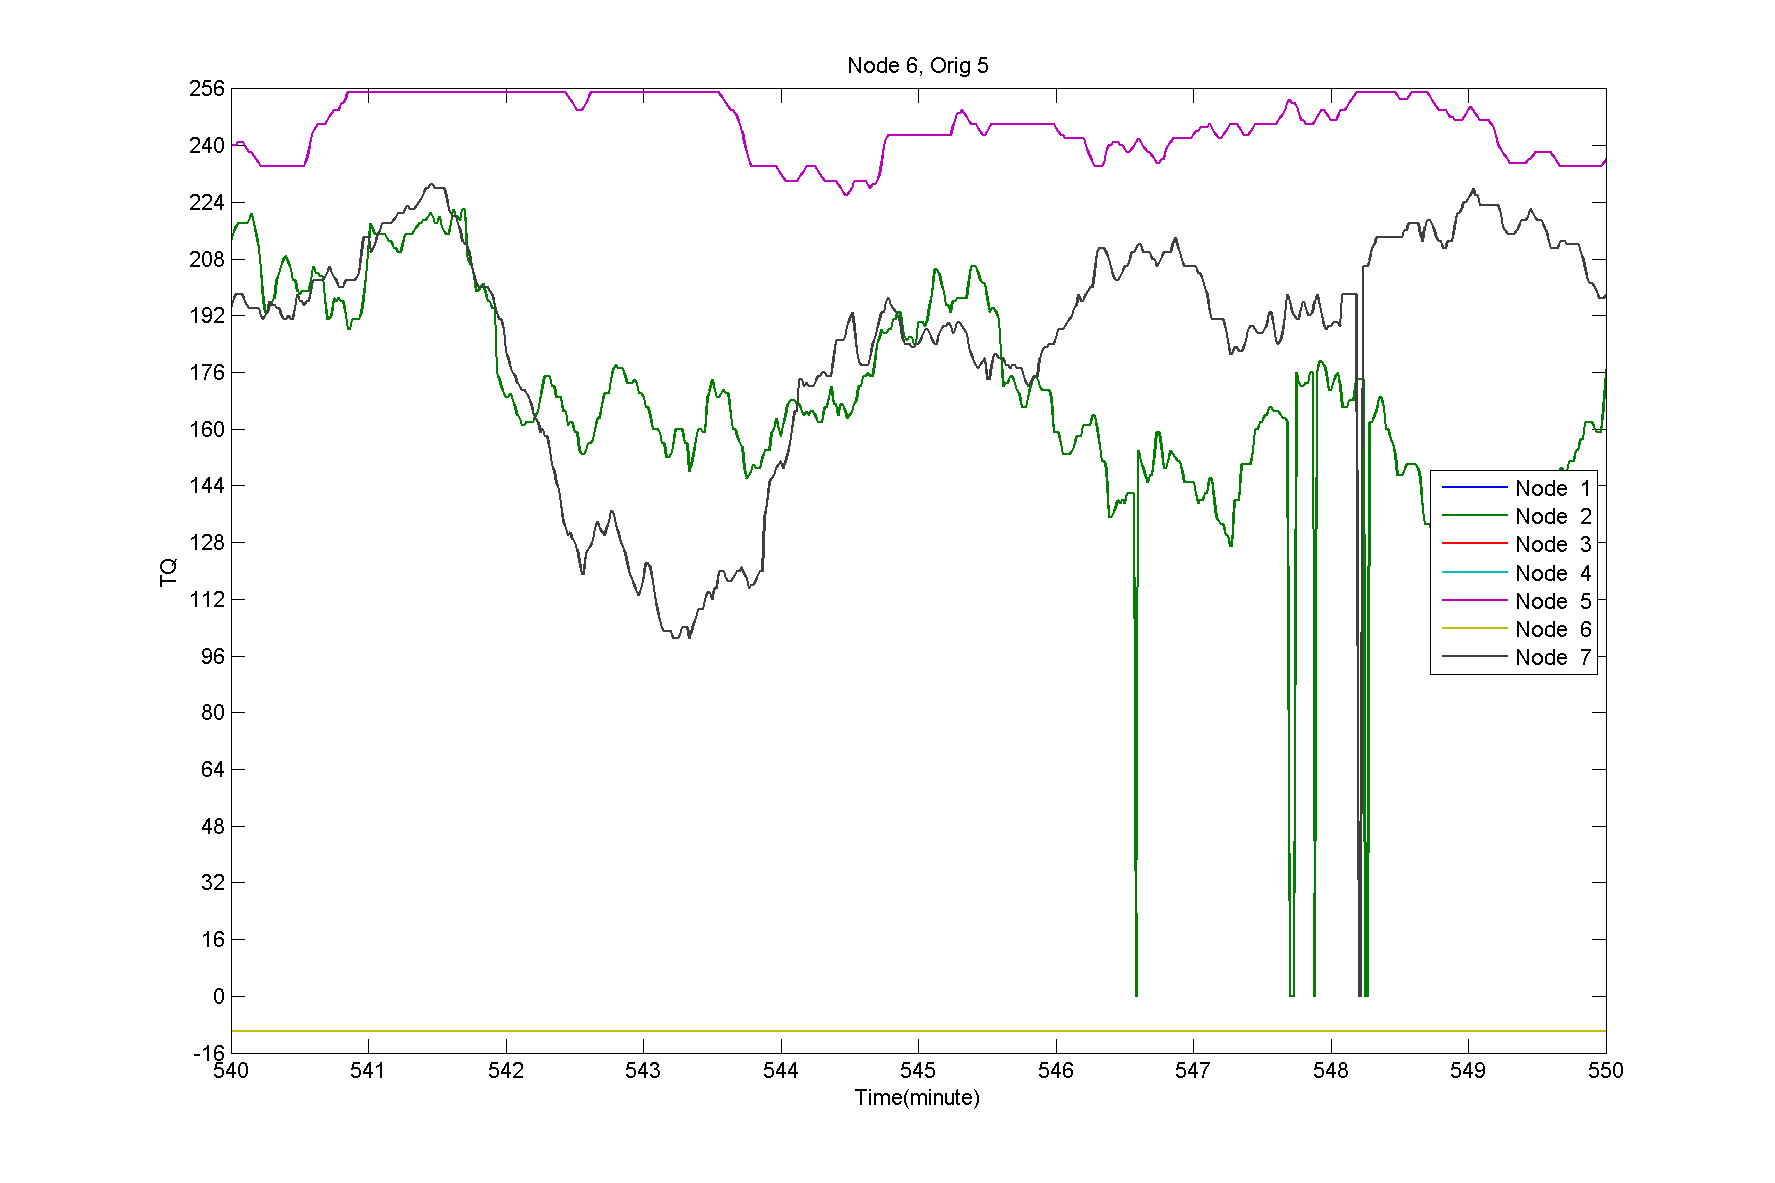 Node 6, Orig 5
256
240
224
208
192
176
160
144
128
112
96
80
64
48
32
16
0
-16
TQ
Node 1
Node 2
Node 3
Node 4
Node 5
Node 6
Node 7
540 541 542 543 544 545 546 547 548 549 550
Time(minute)